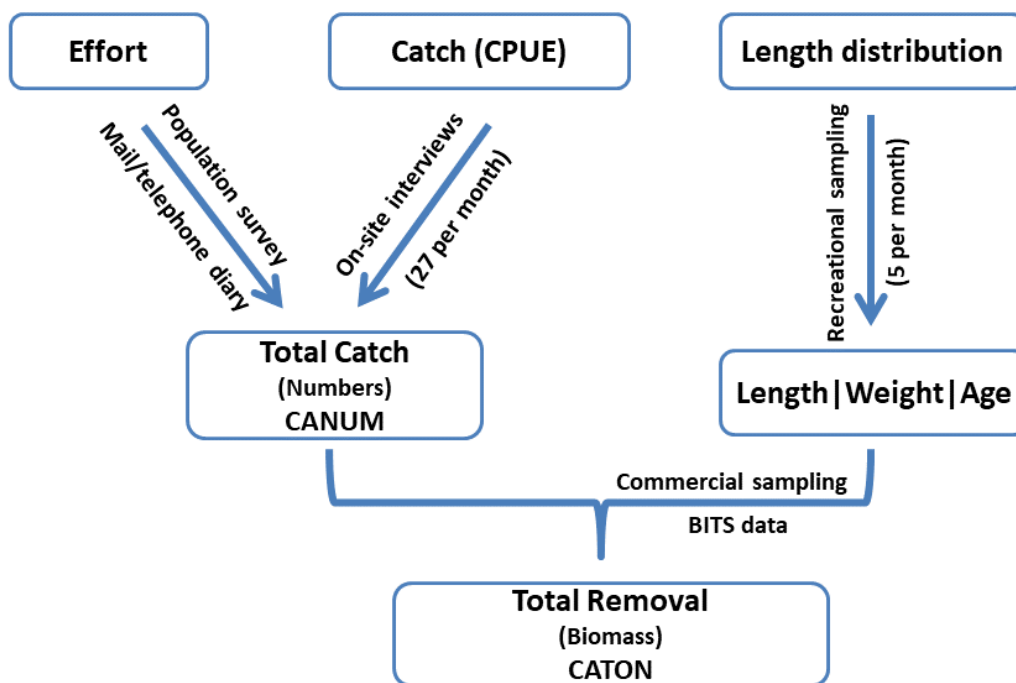 Effort
Catch (CPUE)
Length distribution
Population survey
Mail/telephone diary
On-site interviews
(27 per month)
Recreational sampling
(5 per month)
Total Catch
(Numbers)
CANUM
Length|Weight|Age
Commercial sampling
BITS data
Total Removal
(Biomass)
CATON